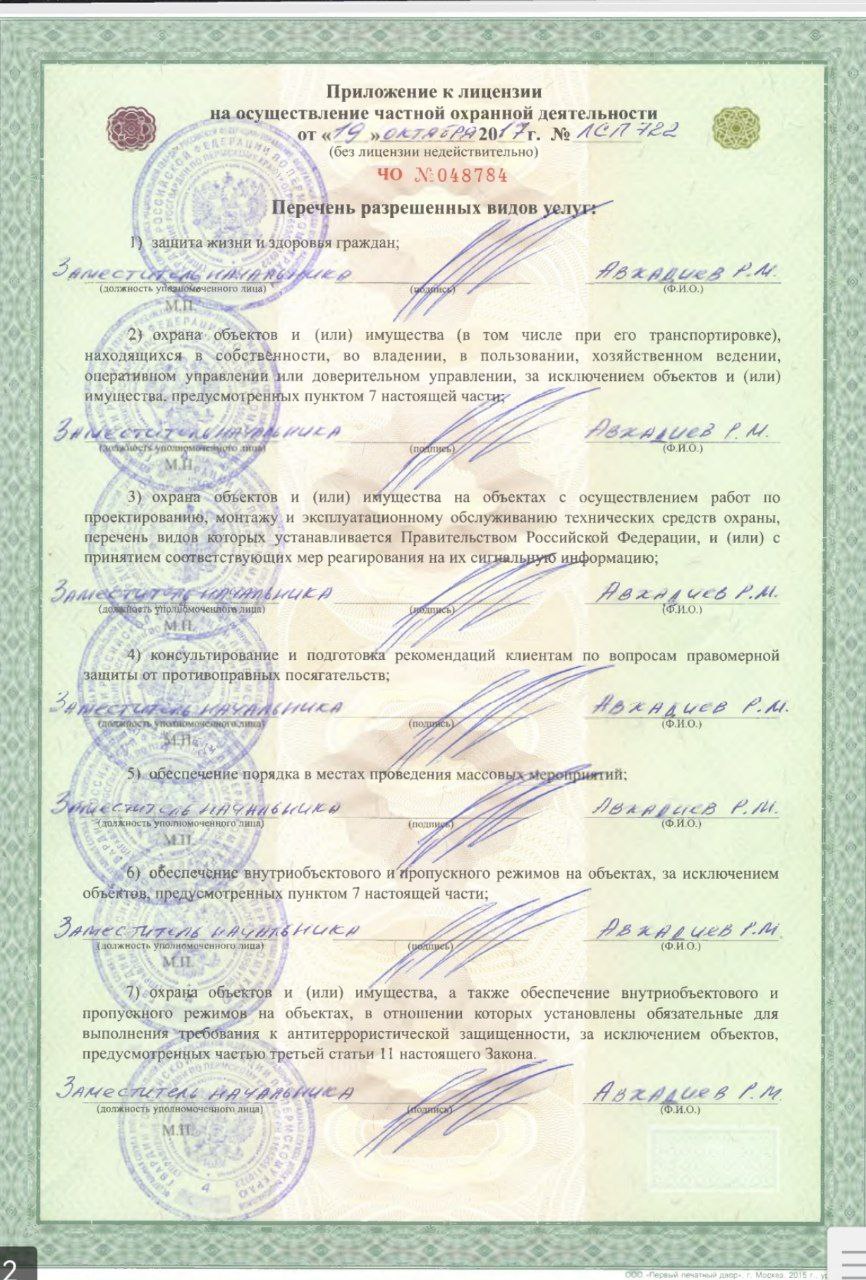 Приложение к лицензии
на осуществление частной охранной деятельности
от «19» октября 2017 г. № ЛСП 722
(без лицензии недействительно)
ЧО №048784
Перечень разрешенных видов услуг:
1) защита жизни и здоровья граждан;
Заместитель начальника Авкадиев Р.М.
(должность уполномоченного лица) (подпись) (Ф.И.О.)
М.П.
2) охрана объектов и (или) имущества (в том числе при его транспортировке),
находящихся в собственности, во владении, в пользовании, хозяйственном ведении,
оперативном управлении или доверительном управлении, за исключением объектов и (или)
имущества, предусмотренных пунктом 7 настоящей части;
Заместитель начальника Авкадиев Р.М.
(должность уполномоченного лица) (подпись) (Ф.И.О.)
М.П.
3) охрана объектов и (или) имущества на объектах с осуществлением работ по
проектированию, монтажу и эксплуатационному обслуживанию технических средств охраны,
перечень видов которых устанавливается Правительством Российской Федерации, и (или) с
принятием соответствующих мер реагирования на их сигнальную информацию;
Заместитель начальника Авкадиев Р.М.
(должность уполномоченного лица) (подпись) (Ф.И.О.)
М.П.
4) консультирование и подготовка рекомендаций клиентам по вопросам правомерной
защиты от противоправных посягательств;
Заместитель начальника Авкадиев Р.М.
(должность уполномоченного лица) (подпись) (Ф.И.О.)
М.П.
5) обеспечение порядка в местах проведения массовых мероприятий;
Заместитель начальника Авкадиев Р.М.
(должность уполномоченного лица) (подпись) (Ф.И.О.)
М.П.
6) обеспечение внутриобъектового и пропускного режимов на объектах, за исключением
объектов, предусмотренных пунктом 7 настоящей части;
Заместитель начальника Авкадиев Р.М.
(должность уполномоченного лица) (подпись) (Ф.И.О.)
М.П.
7) охрана объектов и (или) имущества, а также обеспечение внутриобъектового и
пропускного режимов на объектах, в отношении которых установлены обязательные для
выполнения требования к антитеррористической защищенности, за исключением объектов,
предусмотренных частью третьей статьи 11 настоящего Закона.
Заместитель начальника Авкадиев Р.М.
(должность уполномоченного лица) (подпись) (Ф.И.О.)
М.П.
4
2
ООО «Первый печатный двор», г. Москва, 2015 г.,